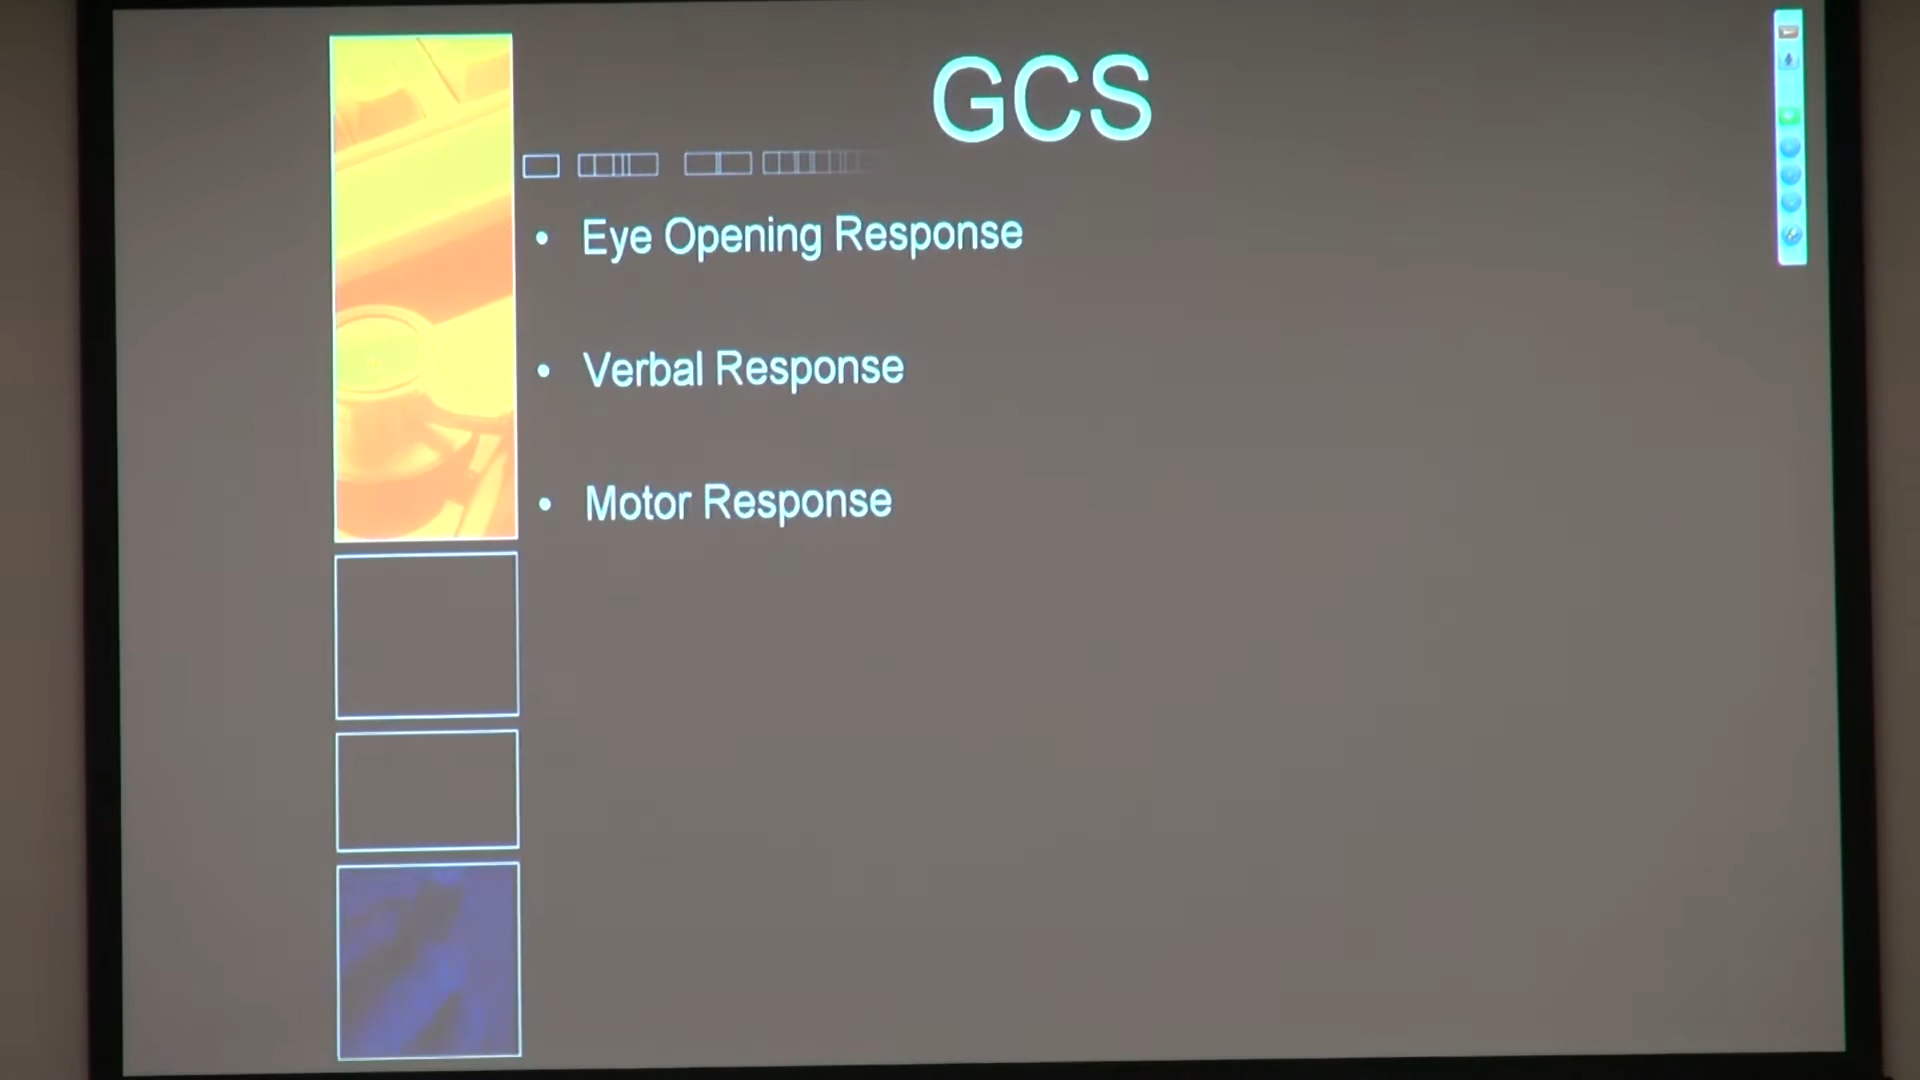 GCS
• Eye Opening Response
• Verbal Response
• Motor Response